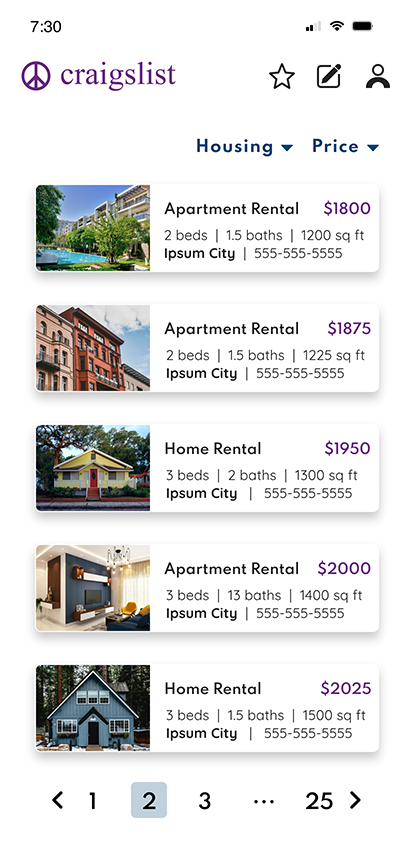 7:30
craigslist
Housing Price
Apartment Rental $1800
2 beds | 1.5 baths | 1200 sq ft
Ipsum City | 555-555-5555
Apartment Rental $1875
2 beds | 1.5 baths | 1225 sq ft
Ipsum City | 555-555-5555
Home Rental $1950
3 beds | 2 baths | 1300 sq ft
Ipsum City | 555-555-5555
Apartment Rental $2000
3 beds | 13 baths | 1400 sq ft
Ipsum City | 555-555-5555
Home Rental $2025
3 beds | 1.5 baths | 1500 sq ft
Ipsum City | 555-555-5555
1 2 3 ... 25